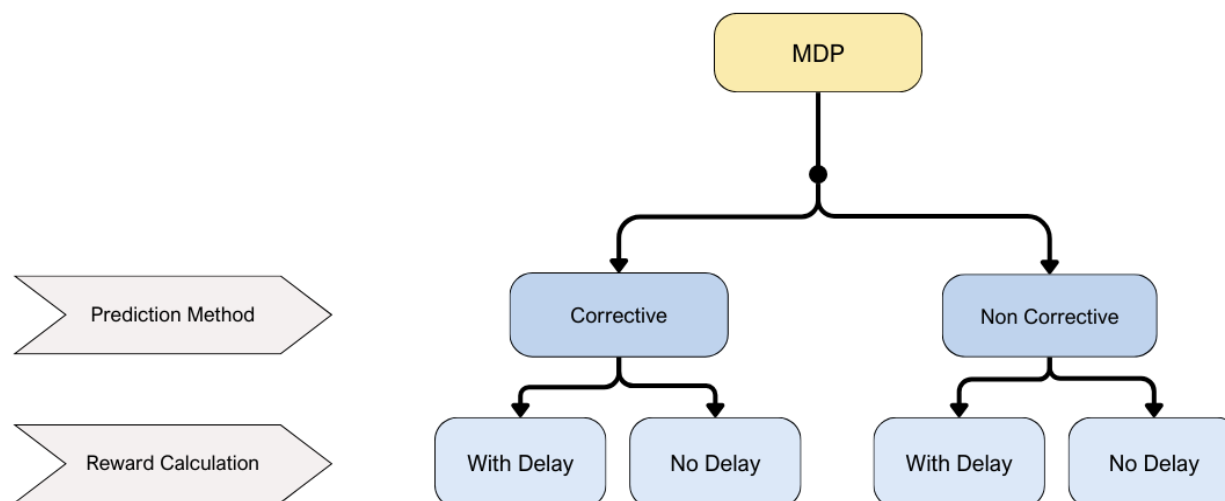 MDP
Prediction Method
Corrective
Non Corrective
Reward Calculation
With Delay
No Delay
With Delay
No Delay